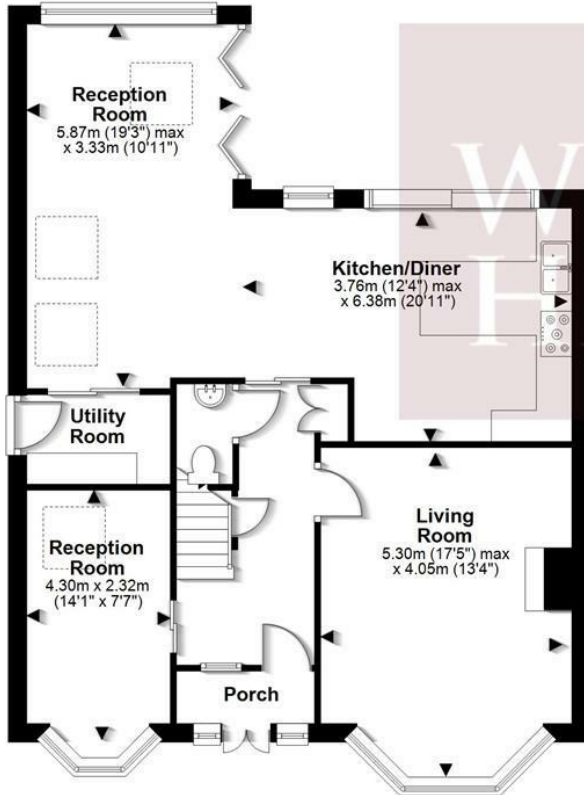 Reception
Room
5.87m (19'3") max
x 3.33m (10'11")
W
H
Kitchen/Diner
3.76m (12'4") max
x 6.38m (20'11")
Utility
Room
Reception
Room
4.30m x 2.32m
(14'1" x 7'7")
Living
Room
5.30m (17'5") max
x 4.05m (13'4")
Porch